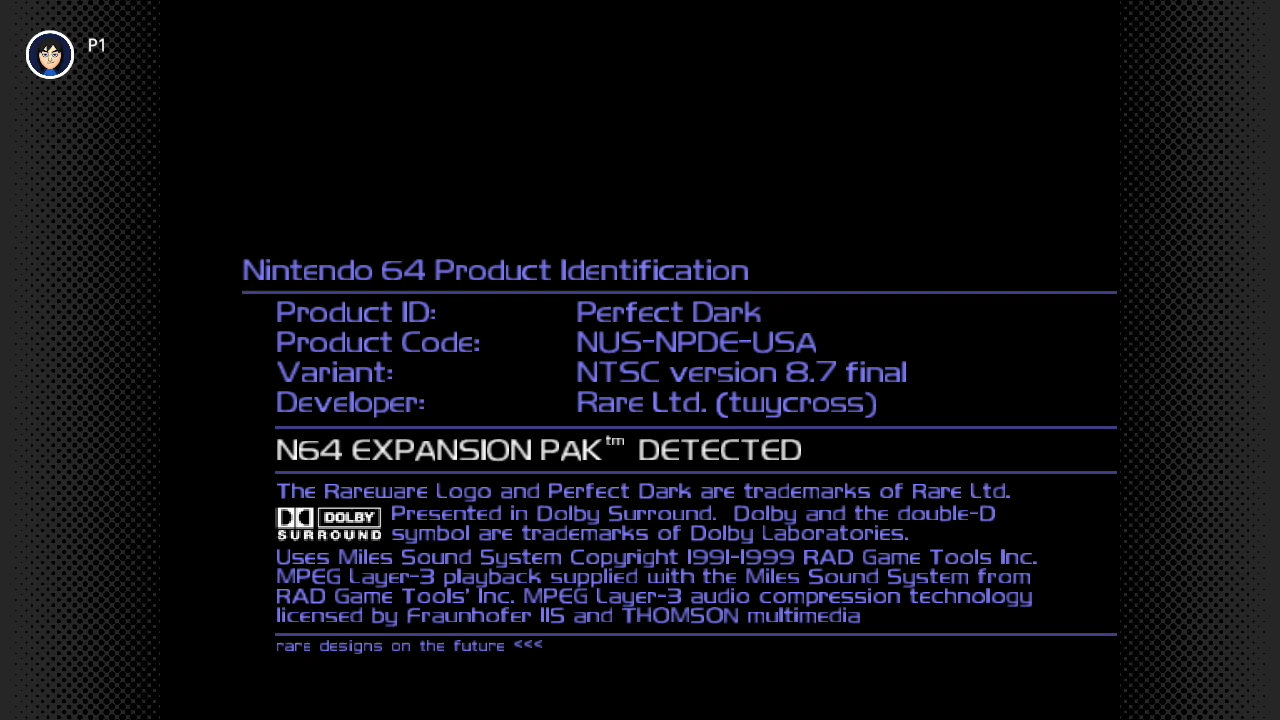 P1
Nintendo 64 Product Identification
Product ID: Perfect Dark
Product Code: NUS-NPDE-USA
Variant: NTSC version 8.7 final
Developer: Rare Ltd. (twycross)
N64 EXPANSION PAK™ DETECTED
The Rareware Logo and Perfect Dark are trademarks of Rare Ltd.
DOLBY SURROUND
Presented in Dolby Surround. Dolby and the double-D
symbol are trademarks of Dolby Laboratories.
Uses Miles Sound System Copyright 1991-1999 RAD Game Tools Inc.
MPEG Layer-3 playback supplied with the Miles Sound System from
RAD Game Tools' Inc. MPEG Layer-3 audio compression technology
licensed by Fraunhofer IIS and THOMSON multimedia
rare designs on the future <<<